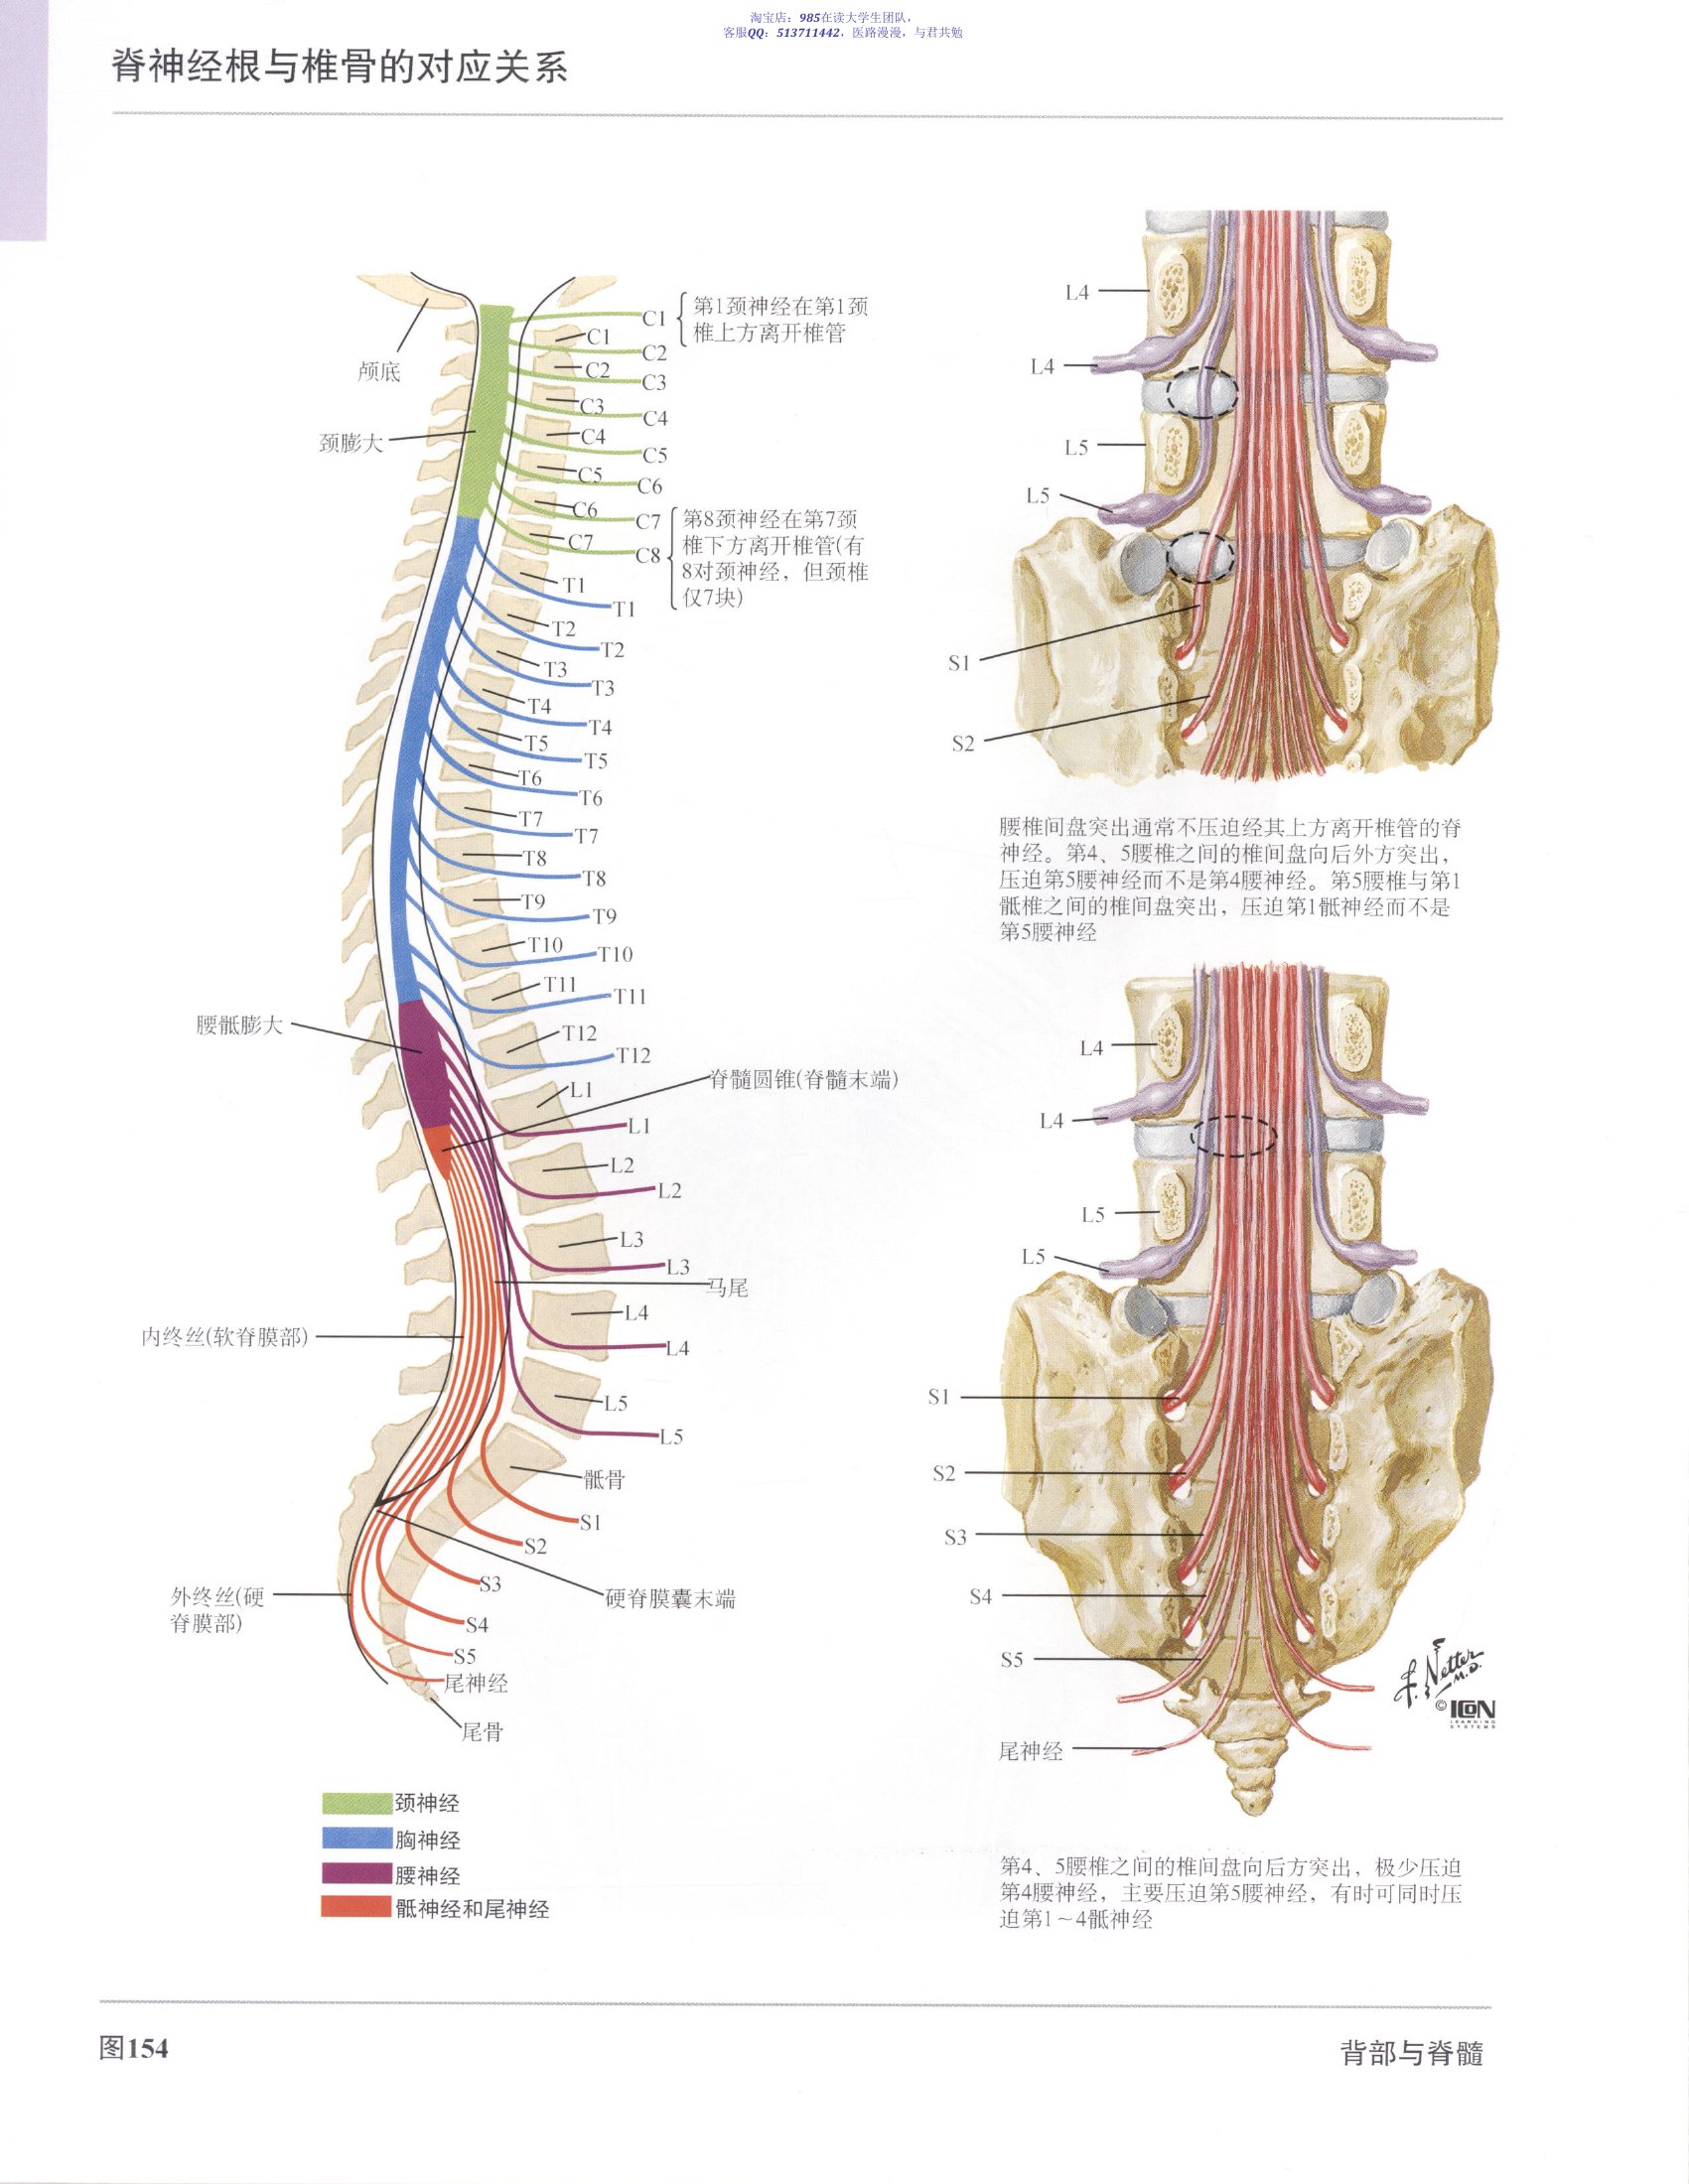 淘宝店：985在读大学生团队，
客服QQ：513711442，医路漫漫，与君共勉
脊神经根与椎骨的对应关系
颅底
颈膨大
腰骶膨大
内终丝(软脊膜部)
外终丝(硬
脊膜部)
C1
C2
C3
C4
C5
C6
C7
T1
T2
T3
T4
T5
T6
T7
T8
T9
T10
T11
T12
L1
L2
L3
L4
L5
骶骨
尾骨
C1
第1颈神经在第1颈
椎上方离开椎管
C2
C3
C4
C5
C6
C7
C8
第8颈神经在第7颈
椎下方离开椎管(有
8对颈神经，但颈椎
仅7块)
T1
T2
T3
T4
T5
T6
T7
T8
T9
T10
T11
T12
脊髓圆锥(脊髓末端)
L1
L2
L3
马尾
L4
L5
S1
S2
S3
硬脊膜囊末端
S4
S5
尾神经
颈神经
胸神经
腰神经
骶神经和尾神经
L4
L4
L5
L5
S1
S2
腰椎间盘突出通常不压迫经其上方离开椎管的脊
神经。第4、5腰椎之间的椎间盘向后外方突出，
压迫第5腰神经而不是第4腰神经。第5腰椎与第1
骶椎之间的椎间盘突出，压迫第1骶神经而不是
第5腰神经
L4
L4
L5
L5
S1
S2
S3
S4
S5
尾神经
F. Netter
M.D.
© ICON
LEARNING
SYSTEMS
第4、5腰椎之间的椎间盘向后方突出，极少压迫
第4腰神经，主要压迫第5腰神经，有时可同时压
迫第1～4骶神经
图154
背部与脊髓